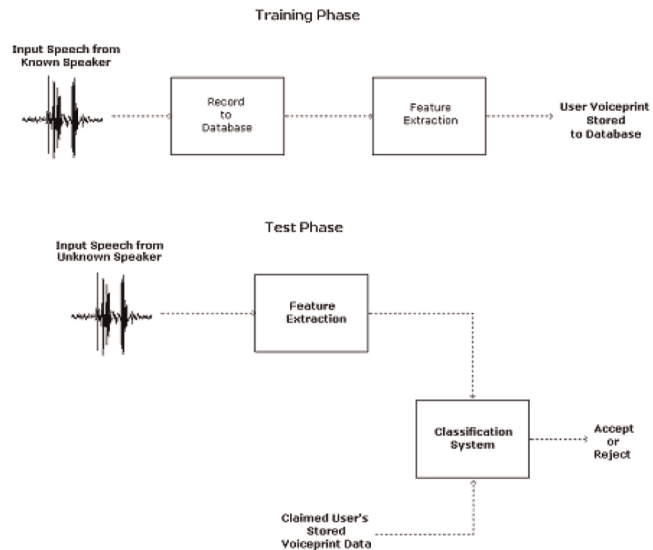 Training Phase
Input Speech from
Known Speaker
Record
to
Database
Feature
Extraction
User Voiceprint
Stored
to Database
Test Phase
Input Speech from
Unknown Speaker
Feature
Extraction
Classification
System
Accept
or
Reject
Claimed User's
Stored
Voiceprint Data